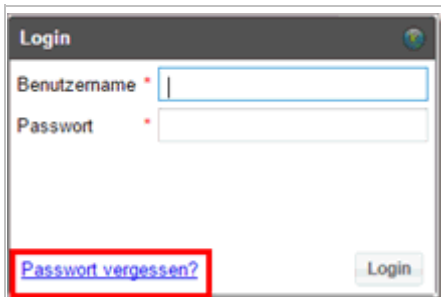 Login
Benutzername *
Passwort *
Passwort vergessen?
Login